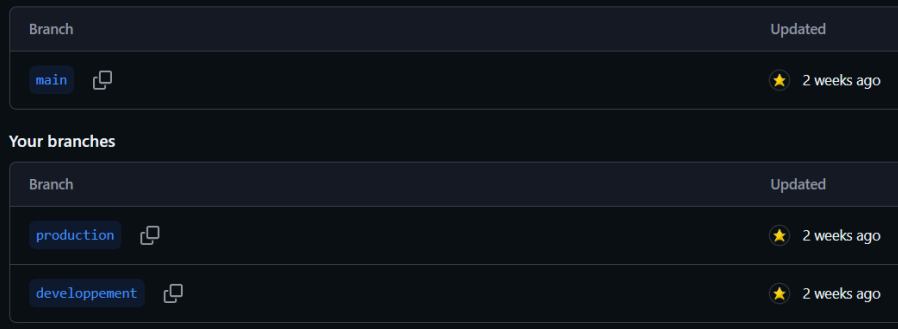 Branch Updated
main 2 weeks ago
Your branches
Branch Updated
production 2 weeks ago
developpement 2 weeks ago